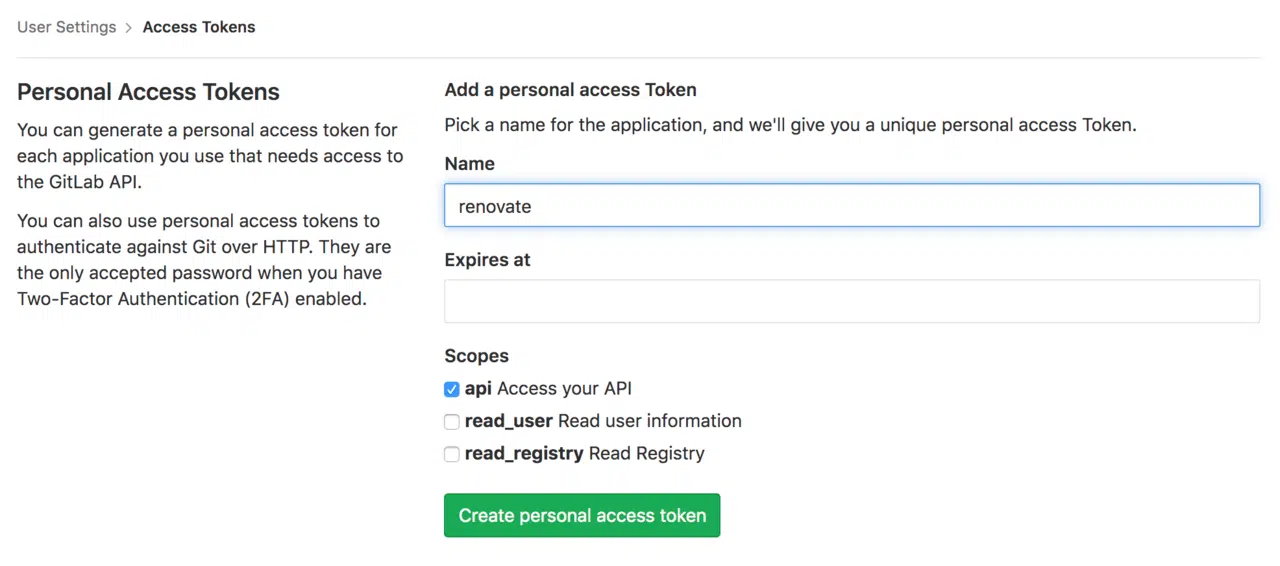 User Settings > Access Tokens
Personal Access Tokens
You can generate a personal access token for
each application you use that needs access to
the GitLab API.
You can also use personal access tokens to
authenticate against Git over HTTP. They are
the only accepted password when you have
Two-Factor Authentication (2FA) enabled.
Add a personal access Token
Pick a name for the application, and we'll give you a unique personal access Token.
Name
renovate
Expires at
Scopes
api Access your API
read_user Read user information
read_registry Read Registry
Create personal access token